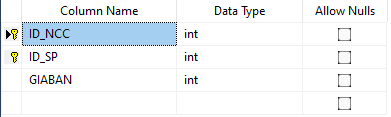 Column Name Data Type Allow Nulls
ID_NCC int
ID_SP int
GIABAN int